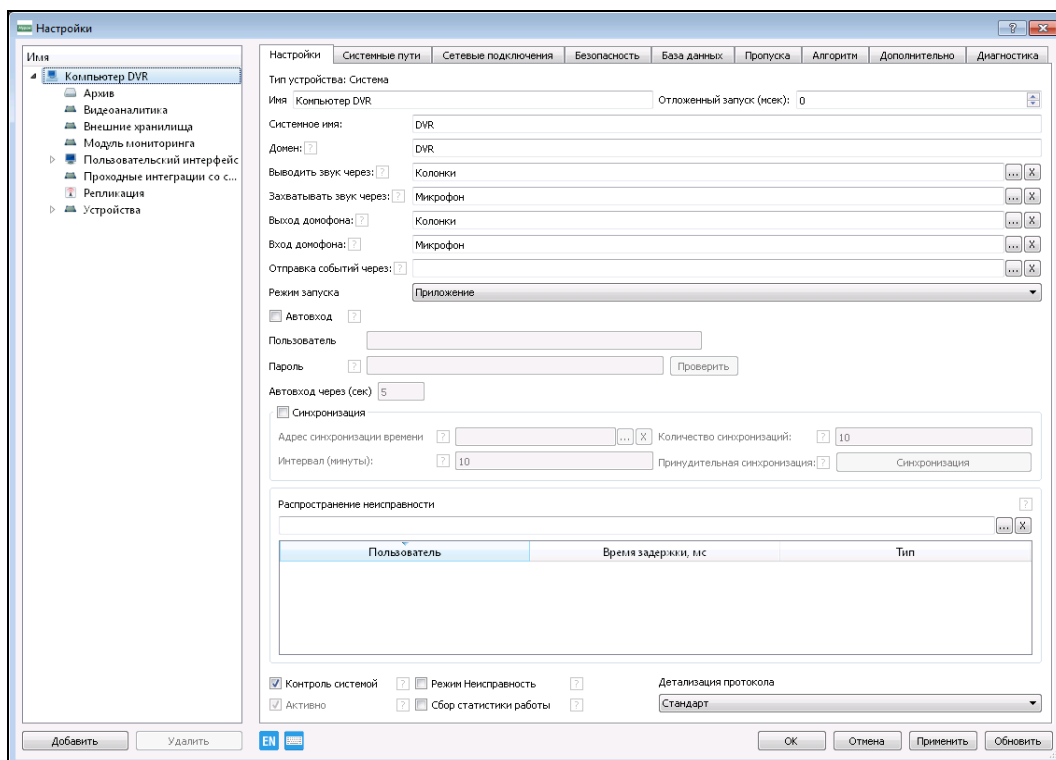 Настройки
Имя
Компьютер DVR
Архив
Видеоаналитика
Внешние хранилища
Модуль мониторинга
Пользовательский интерфейс
Проходные интеграции со с...
Репликация
Устройства
Добавить Удалить
Настройки Системные пути Сетевые подключения Безопасность База данных Пропуска Алгоритм Дополнительно Диагностика
Тип устройства: Система
Имя Компьютер DVR Отложенный запуск (мсек): 0
Системное имя: DVR
Домен: ? DVR
Выводить звук через: ? Колонки ... X
Захватывать звук через: ? Микрофон ... X
Выход домофона: ? Колонки ... X
Вход домофона: ? Микрофон ... X
Отправка событий через: ? ... X
Режим запуска Приложение
Автовход ?
Пользователь
Пароль ? Проверить
Автовход через (сек) 5
Синхронизация
Адрес синхронизации времени ? ... X Количество синхронизаций: ? 10
Интервал (минуты): ? 10 Принудительная синхронизация: ? Синхронизация
Распространение неисправности ?
... X
Пользователь Время задержки, мс Тип
Контроль системой ? Режим Неисправность ? Детализация протокола
Активно ? Сбор статистики работы ? Стандарт
EN OK Отмена Применить Обновить